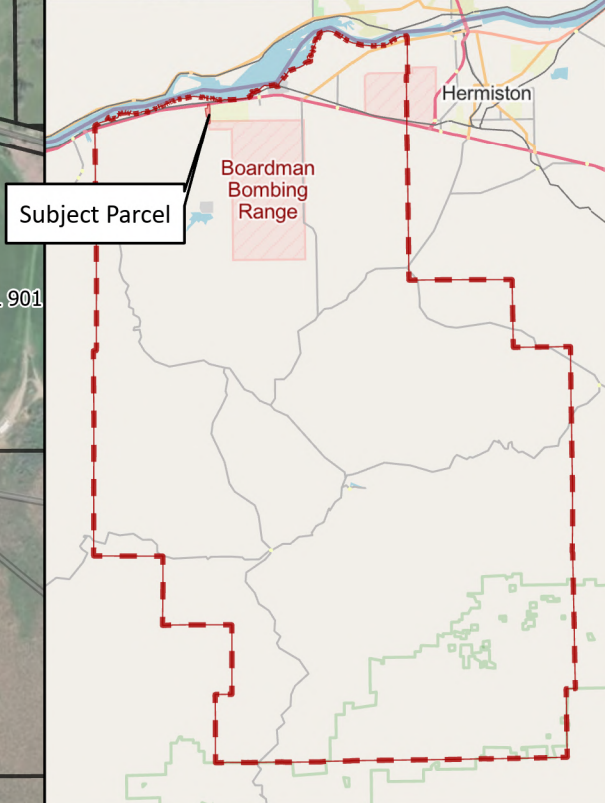 Hermiston
Boardman
Bombing
Range
Subject Parcel
901